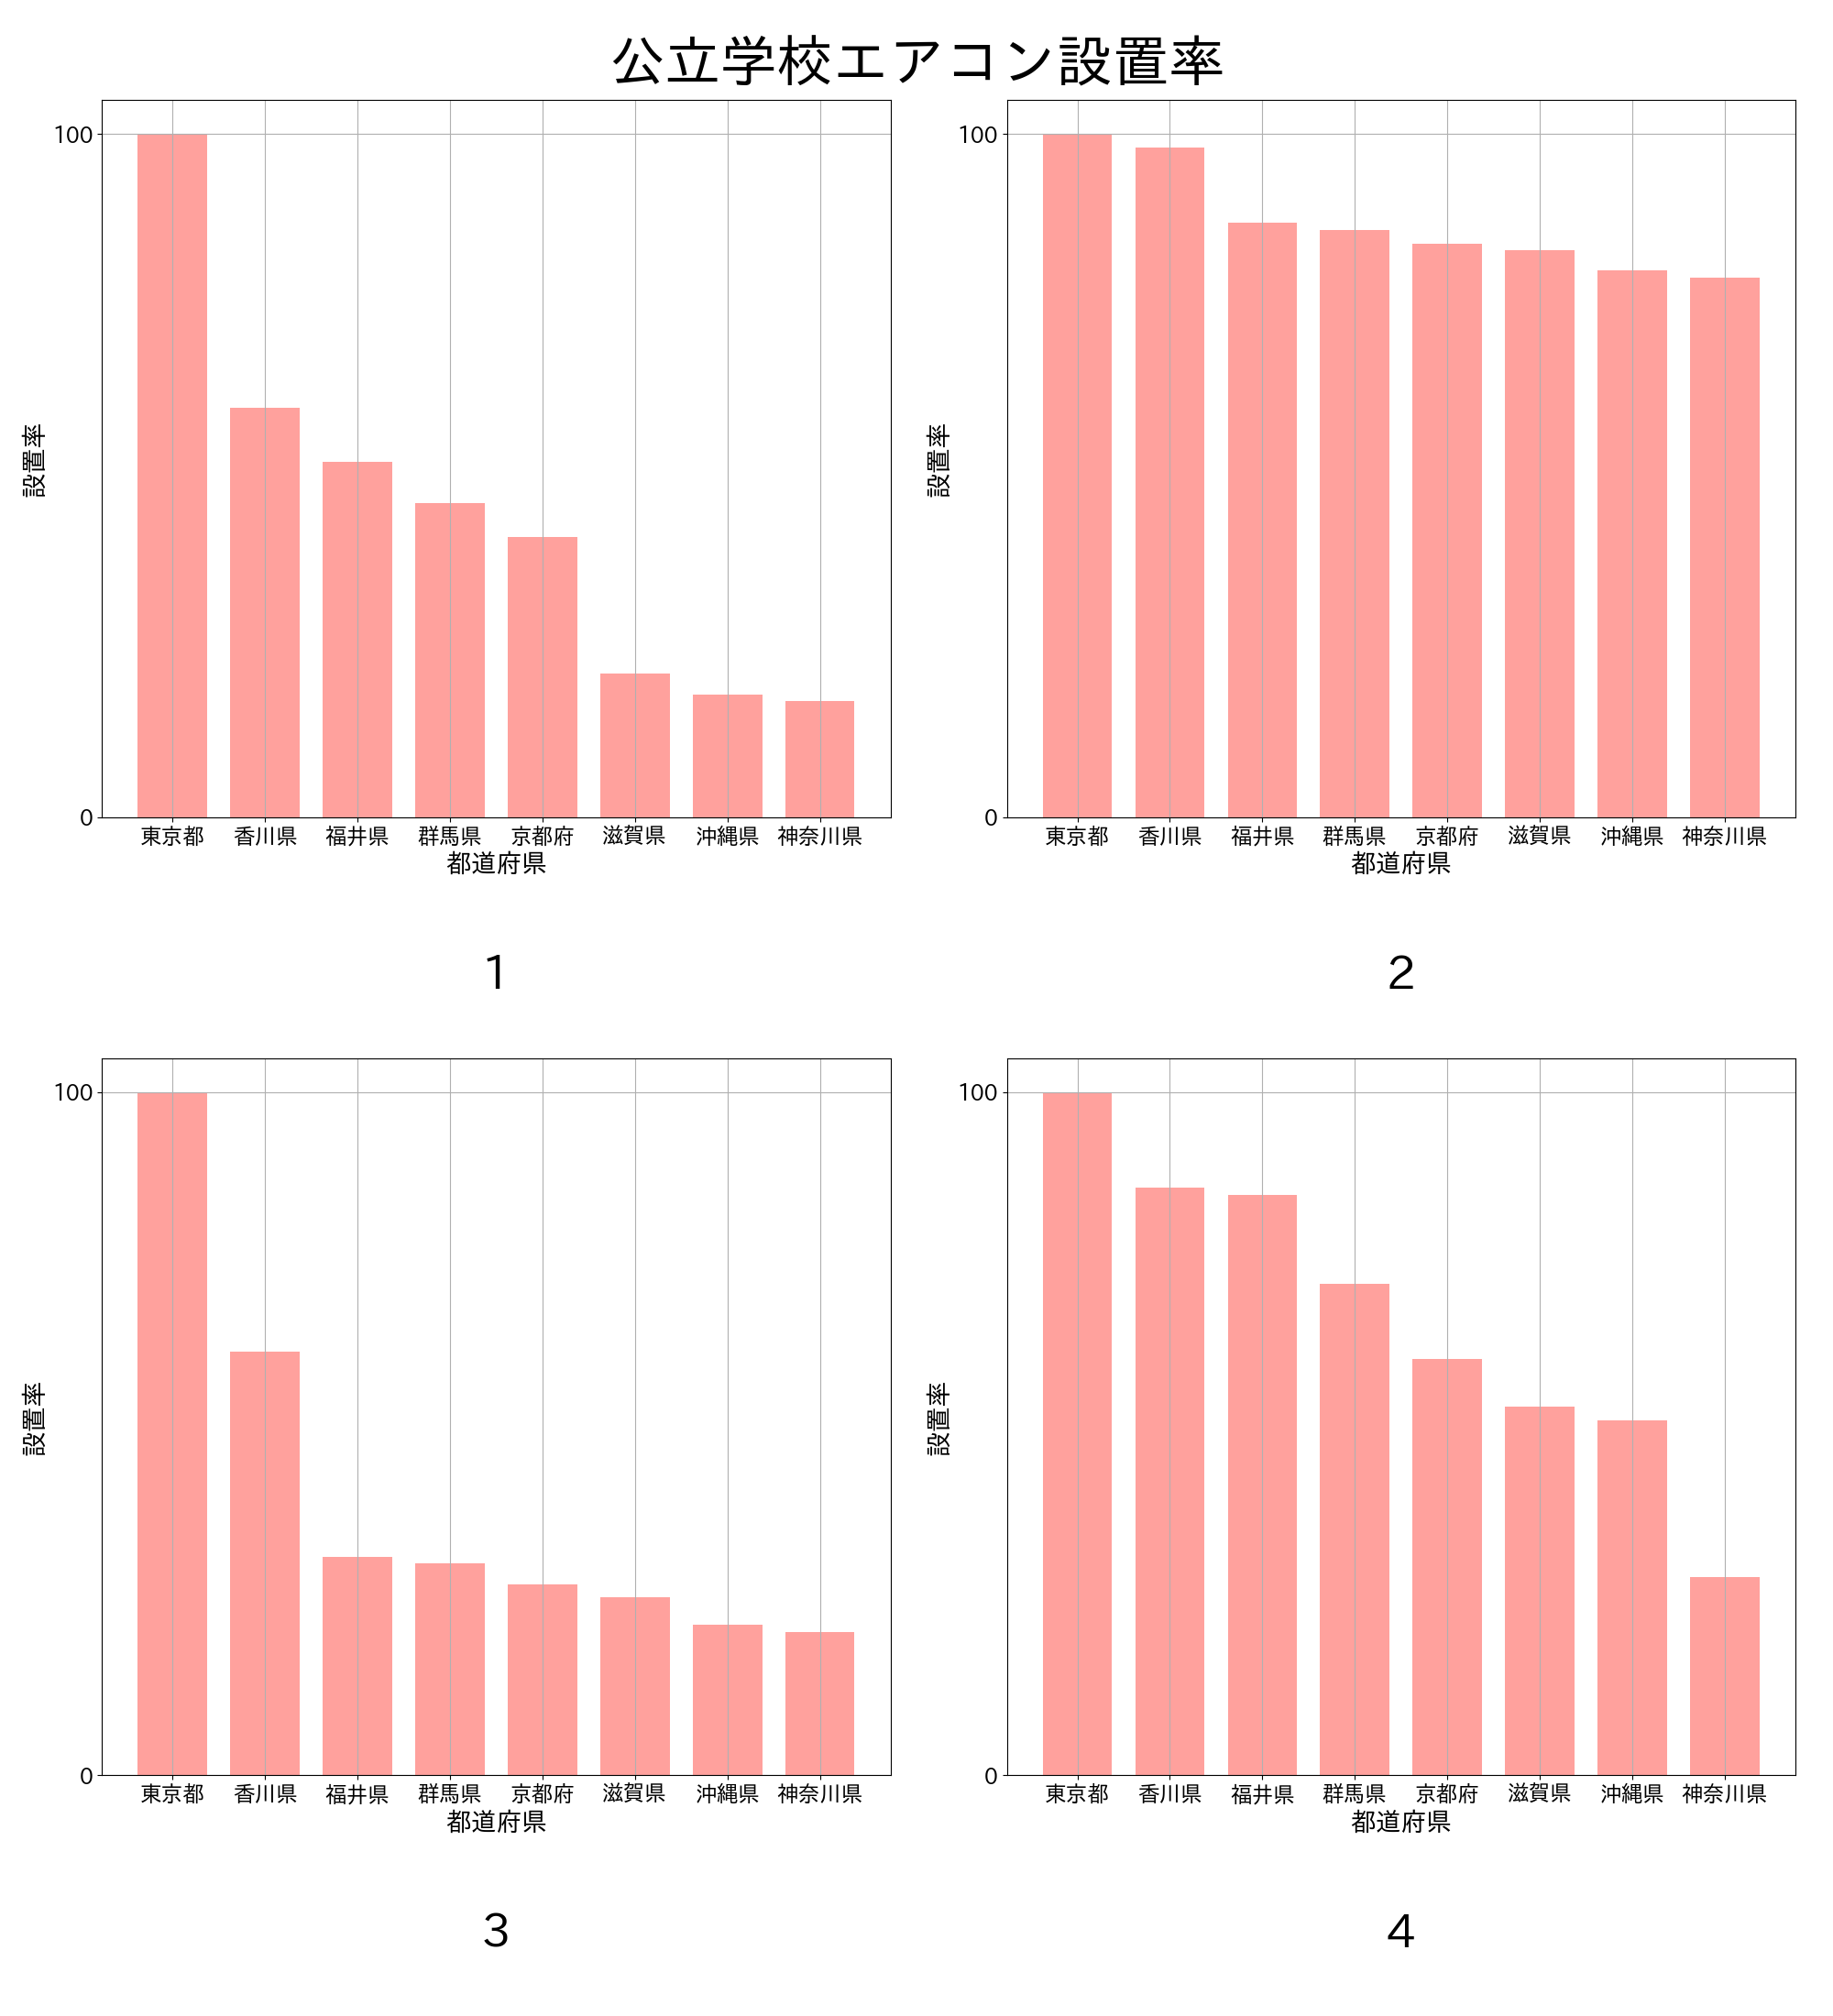 公立学校エアコン設置率
100
0
設置率
東京都 香川県 福井県 群馬県 京都府 滋賀県 沖縄県 神奈川県
都道府県
1
100
0
設置率
東京都 香川県 福井県 群馬県 京都府 滋賀県 沖縄県 神奈川県
都道府県
2
100
0
設置率
東京都 香川県 福井県 群馬県 京都府 滋賀県 沖縄県 神奈川県
都道府県
3
100
0
設置率
東京都 香川県 福井県 群馬県 京都府 滋賀県 沖縄県 神奈川県
都道府県
4